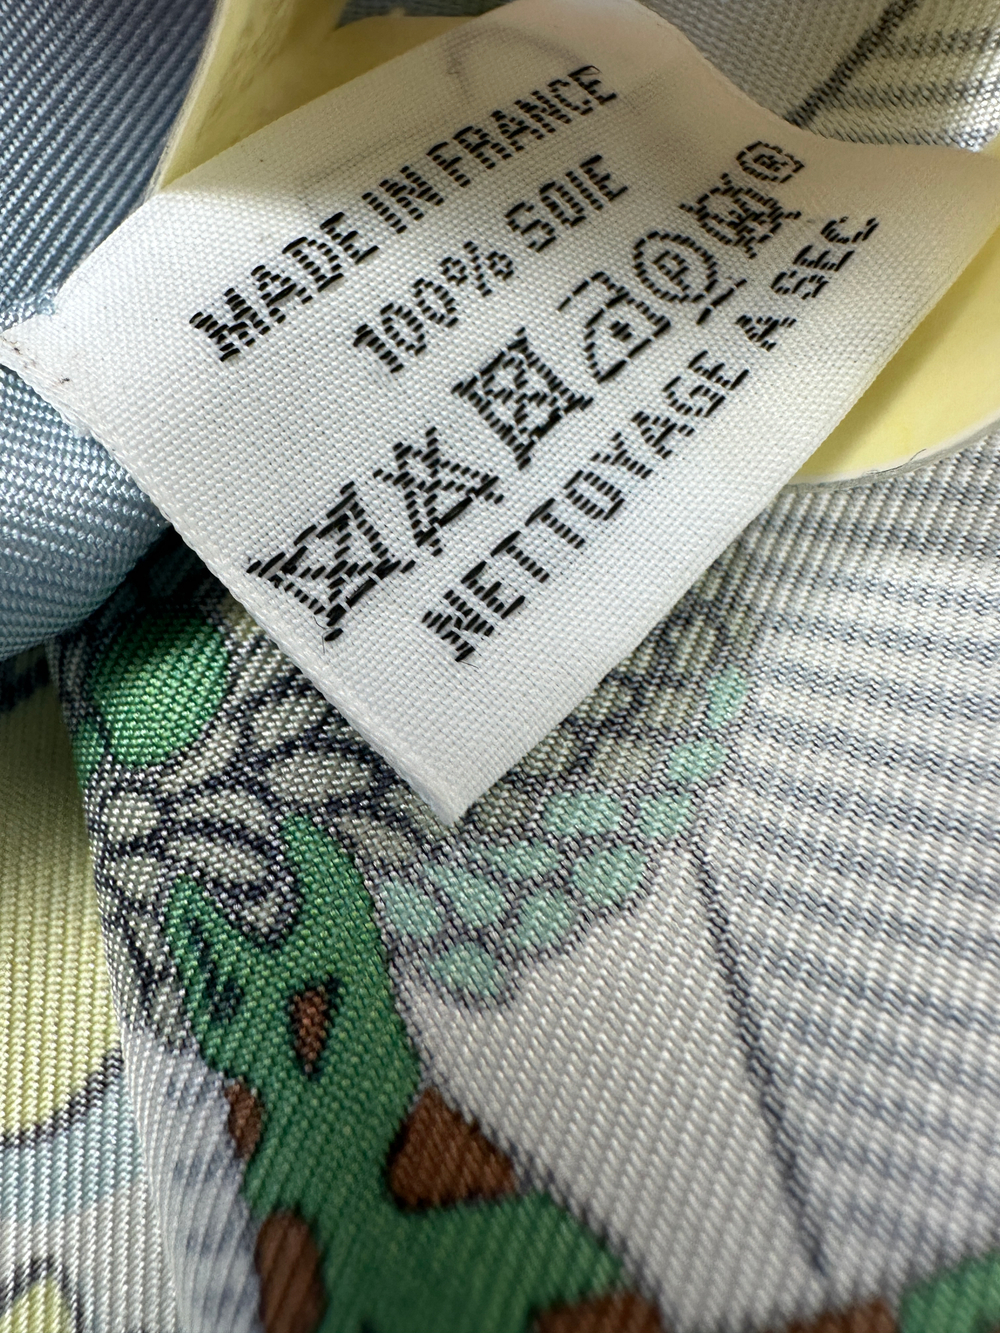 MADE IN FRANCE
100% SOIE
P ®
NETTOYAGE A SEC